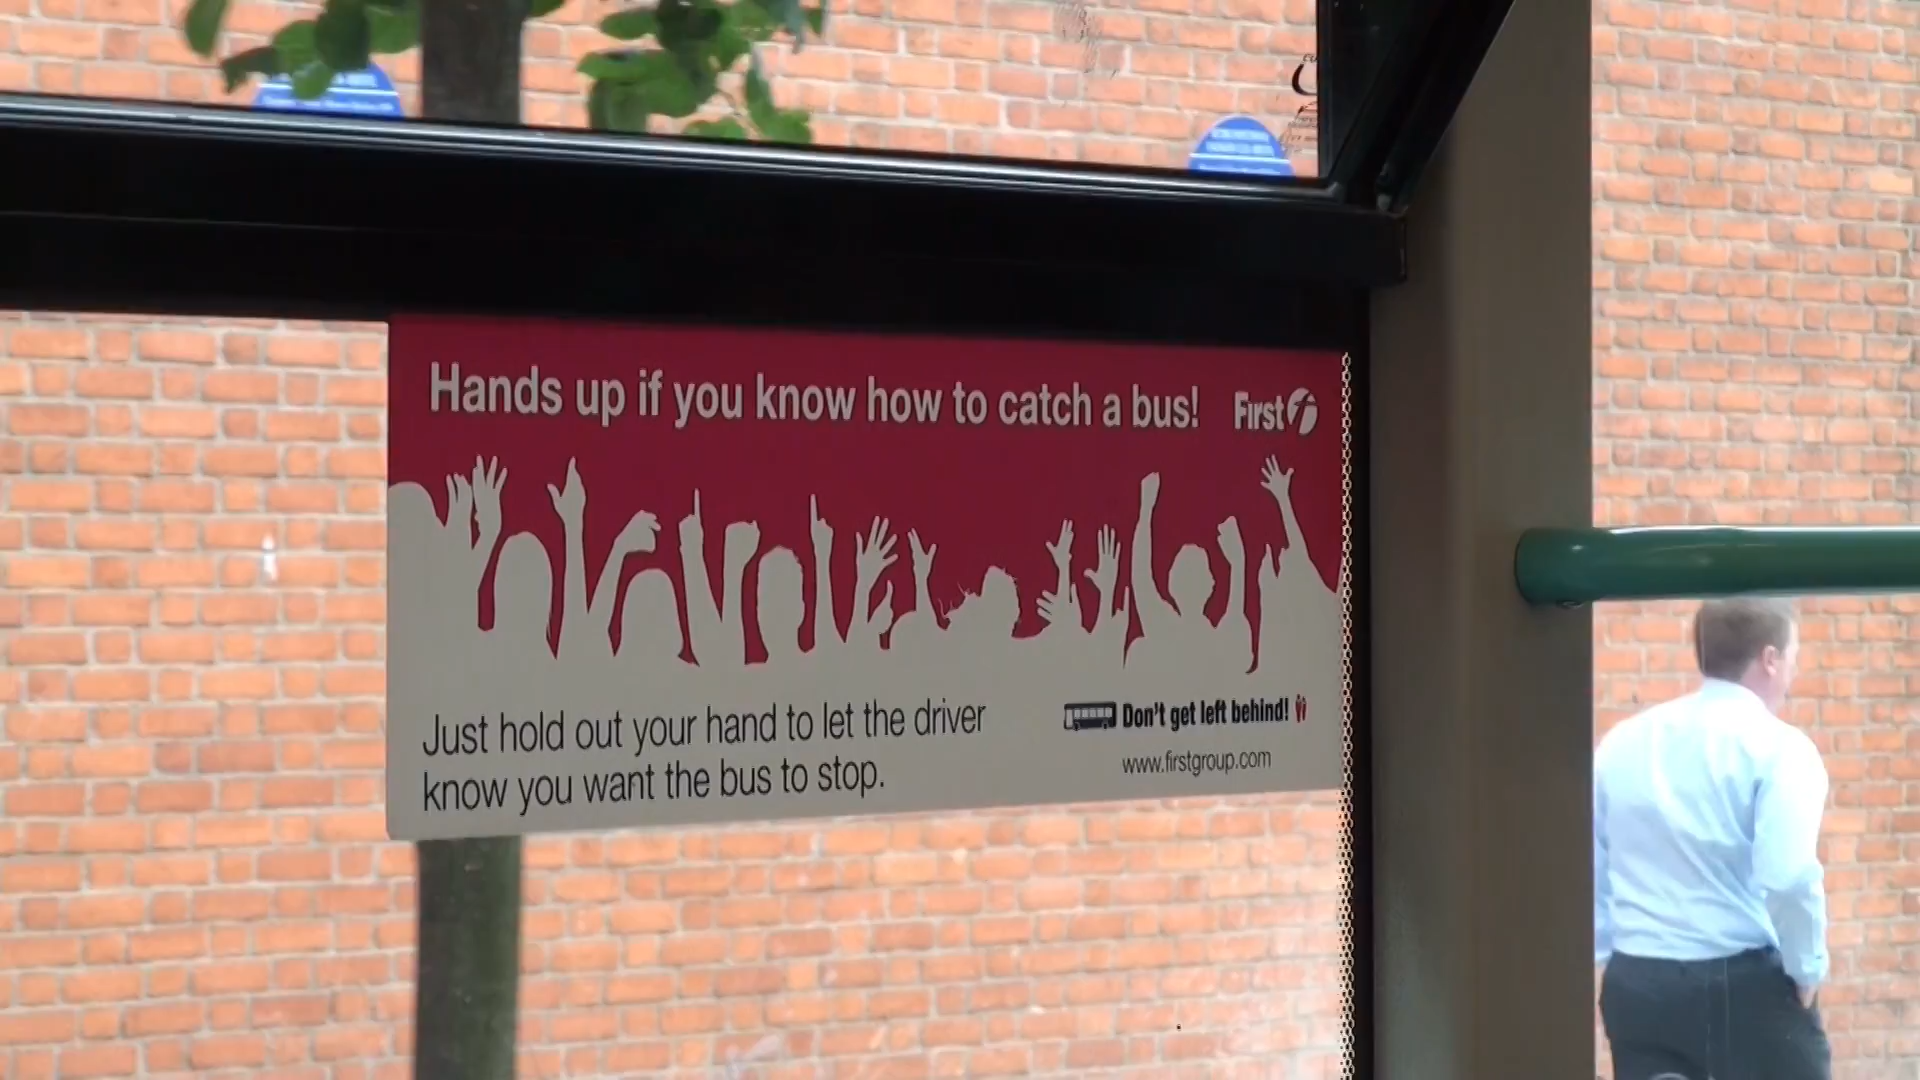 Hands up if you know how to catch a bus!
First
Just hold out your hand to let the driver
know you want the bus to stop.
Don't get left behind!
www.firstgroup.com